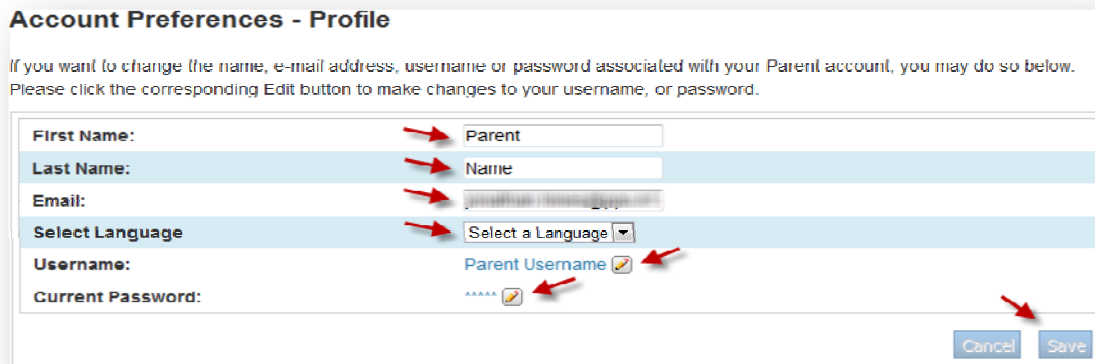 Account Preferences - Profile
If you want to change the name, e-mail address, username or password associated with your Parent account, you may do so below.
Please click the corresponding Edit button to make changes to your username, or password.
First Name: Parent
Last Name: Name
Email:
Select Language Select a Language
Username: Parent Username
Current Password: *****
Cancel Save